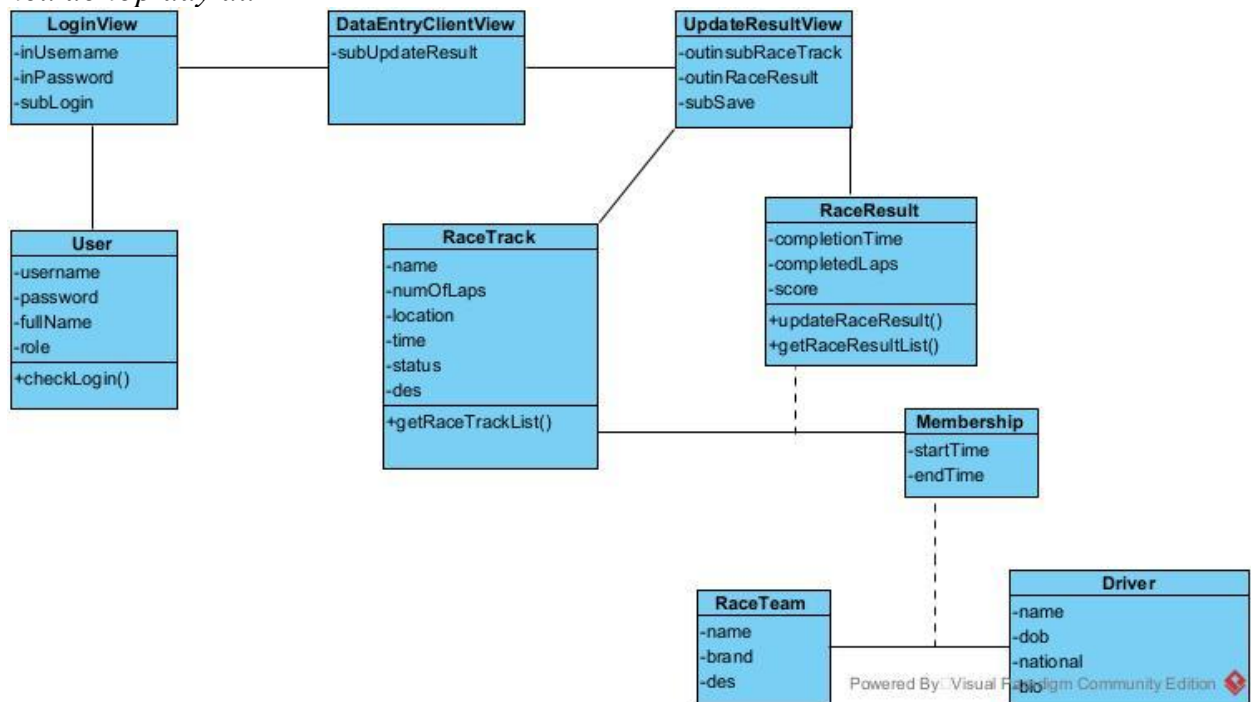 LoginView
-inUsername
-inPassword
-subLogin
DataEntryClientView
-subUpdateResult
UpdateResultView
-outinsubRaceTrack
-outinRaceResult
-subSave
User
-username
-password
-fullName
-role
+checkLogin()
RaceTrack
-name
-numOfLaps
-location
-time
-status
-des
+getRaceTrackList()
RaceResult
-completionTime
-completedLaps
-score
+updateRaceResult()
+getRaceResultList()
Membership
-startTime
-endTime
RaceTeam
-name
-brand
-des
Driver
-name
-dob
-national
-bio
Powered By Visual Paradigm Community Edition